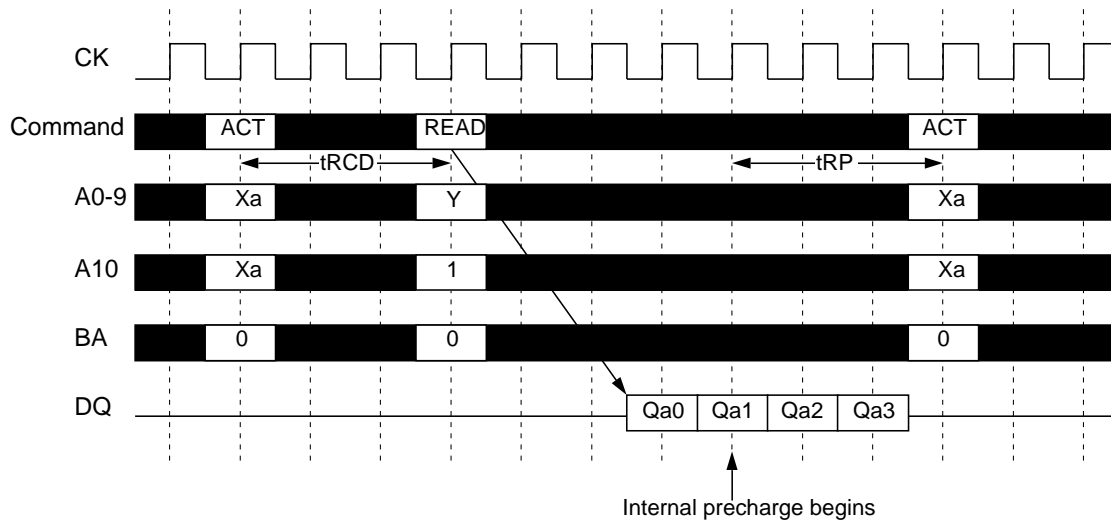 CK
Command ACT READ ACT
tRCD tRP
A0-9 Xa Y Xa
A10 Xa 1 Xa
BA 0 0 0
DQ Qa0 Qa1 Qa2 Qa3
Internal precharge begins